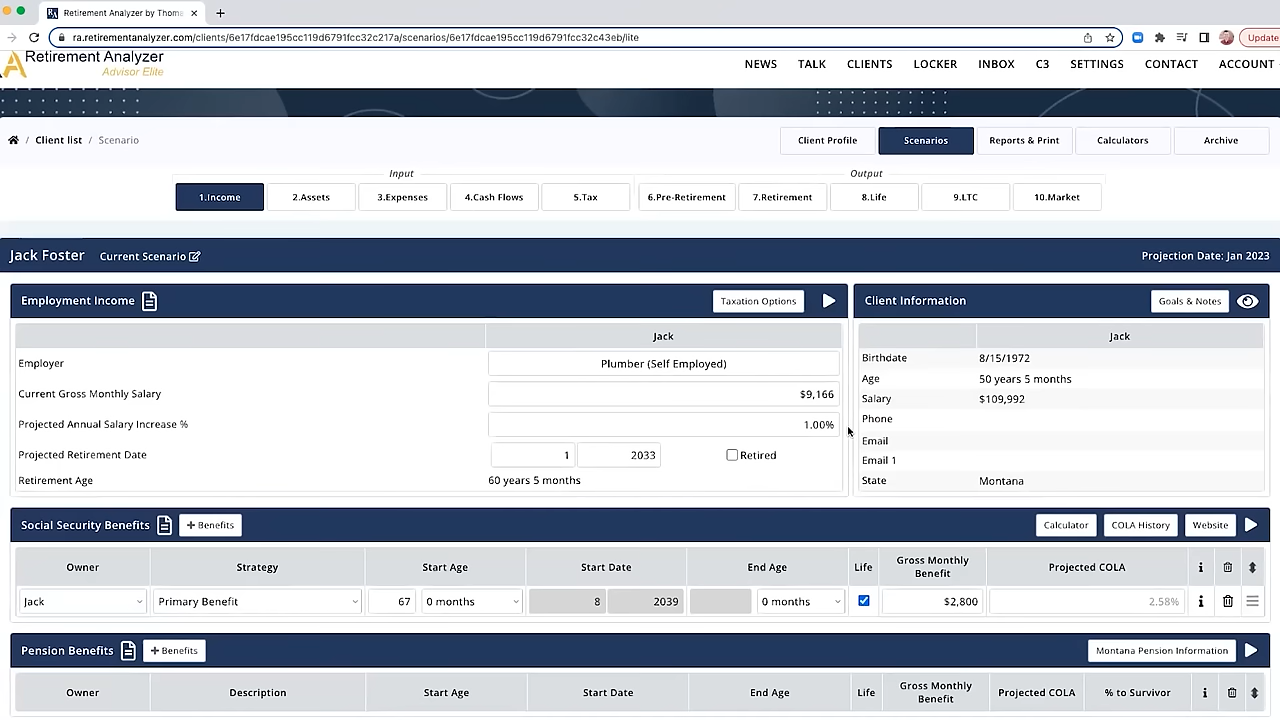 Retirement Analyzer by Thoma
ra.retirementanalyzer.com/clients/6e17fdcae195cc119d6791fcc32c217a/scenarios/6e17fdcae195cc119d6791fcc32c43eb/lite
Update
Retirement Analyzer
Advisor Elite
NEWS TALK CLIENTS LOCKER INBOX C3 SETTINGS CONTACT ACCOUNT
/ Client list / Scenario
Client Profile Scenarios Reports & Print Calculators Archive
Input Output
1.Income 2.Assets 3.Expenses 4.Cash Flows 5.Tax 6.Pre-Retirement 7.Retirement 8.Life 9.LTC 10.Market
Jack Foster Current Scenario Projection Date: Jan 2023
Employment Income Taxation Options
Jack
Employer Plumber (Self Employed)
Current Gross Monthly Salary $9,166
Projected Annual Salary Increase % 1.00%
Projected Retirement Date 1 2033 Retired
Retirement Age 60 years 5 months
Client Information Goals & Notes
Jack
Birthdate 8/15/1972
Age 50 years 5 months
Salary $109,992
Phone
Email
Email 1
State Montana
Social Security Benefits + Benefits Calculator COLA History Website
Owner Strategy Start Age Start Date End Age Life Gross Monthly Benefit Projected COLA
Jack Primary Benefit 67 0 months 8 2039 0 months $2,800 2.58%
Pension Benefits + Benefits Montana Pension Information
Owner Description Start Age Start Date End Age Life Gross Monthly Benefit Projected COLA % to Survivor